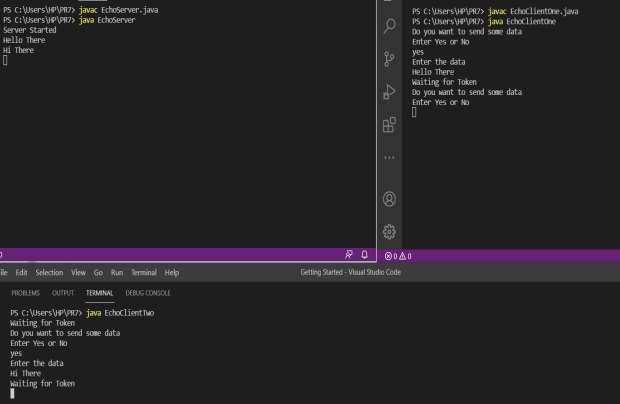 PS C:\Users\HP\PR7> javac EchoServer.java
PS C:\Users\HP\PR7> java EchoServer
Server Started
Hello There
Hi There
PS C:\Users\HP\PR7> javac EchoClientOne.java
PS C:\Users\HP\PR7> java EchoClientOne
Do you want to send some data
Enter Yes or No
yes
Enter the data
Hello There
Waiting for Token
Do you want to send some data
Enter Yes or No
0 0
ile Edit Selection View Go Run Terminal Help
Getting Started - Visual Studio Code
PROBLEMS OUTPUT TERMINAL DEBUG CONSOLE
PS C:\Users\HP\PR7> java EchoClientTwo
Waiting for Token
Do you want to send some data
Enter Yes or No
yes
Enter the data
Hi There
Waiting for Token